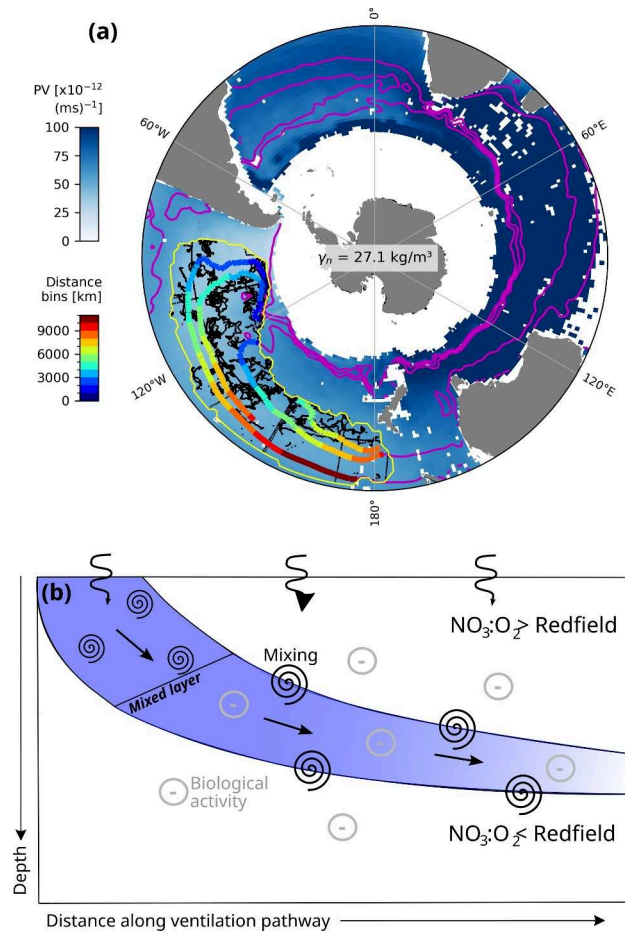 (a)
0°
PV [x10⁻¹²
(ms)⁻¹]
100
75
50
25
0
60°W
60°E
γₙ = 27.1 kg/m³
Distance
bins [km]
9000
6000
3000
0
120°W
120°E
180°
(b)
NO₃:O₂> Redfield
Mixing
Mixed layer
- Biological
activity
NO₃:O₂< Redfield
Depth
Distance along ventilation pathway